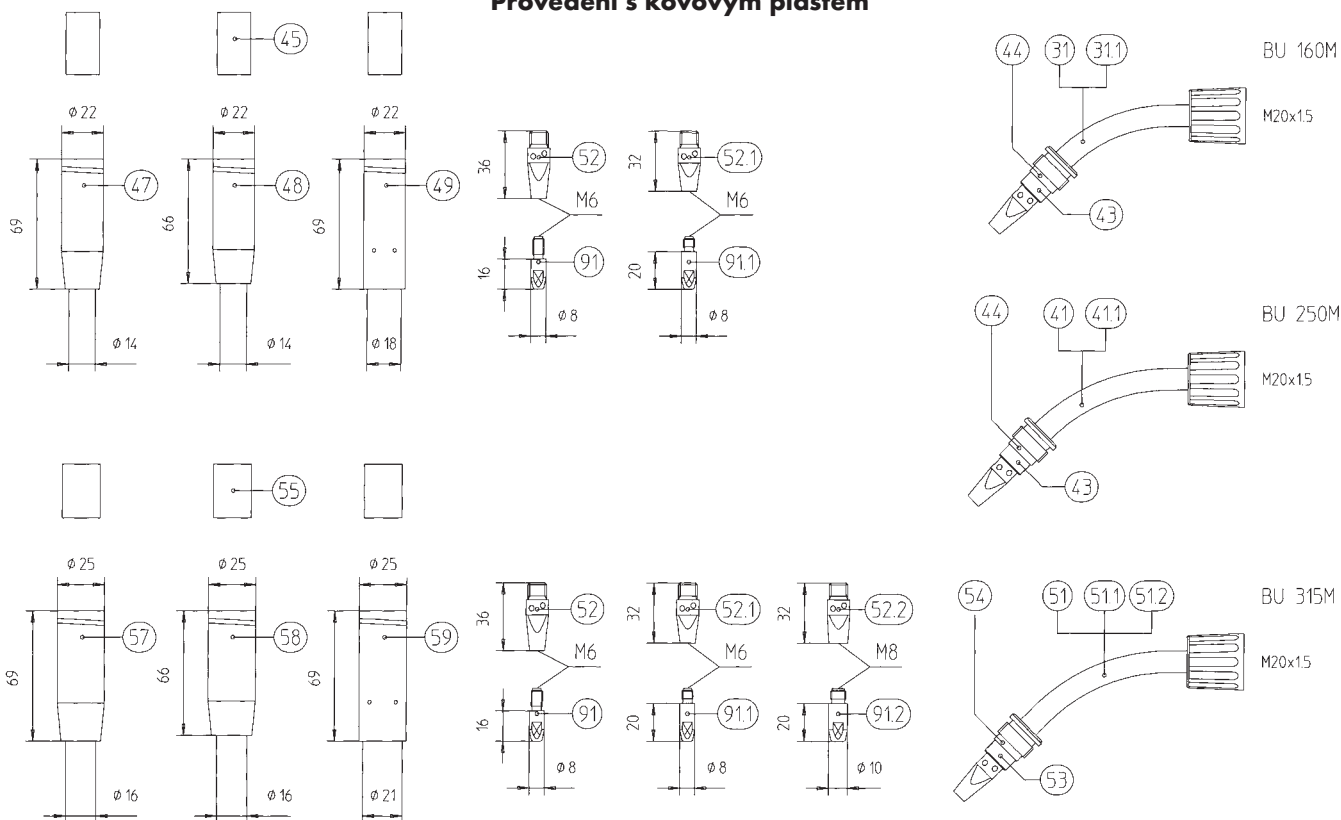 Provedení s kovovým pláštěm
45
44 31 31.1
BU 160M
ϕ 22 ϕ 22 ϕ 22
M20x1.5
36 52 32 52.1
47 48 49
69 66 69
M6 M6
43
16 91 20 91.1
ϕ 8 ϕ 8
44 41 41.1
BU 250M
ϕ 14 ϕ 14 ϕ 18
M20x1.5
55
43
ϕ 25 ϕ 25 ϕ 25
54 51 51.1 51.2
BU 315M
36 52 32 52.1 32 52.2
57 58 59
M6 M6 M8
M20x1.5
69 66 69
16 91 20 91.1 20 91.2
ϕ 8 ϕ 8 ϕ 10
53
ϕ 16 ϕ 16 ϕ 21